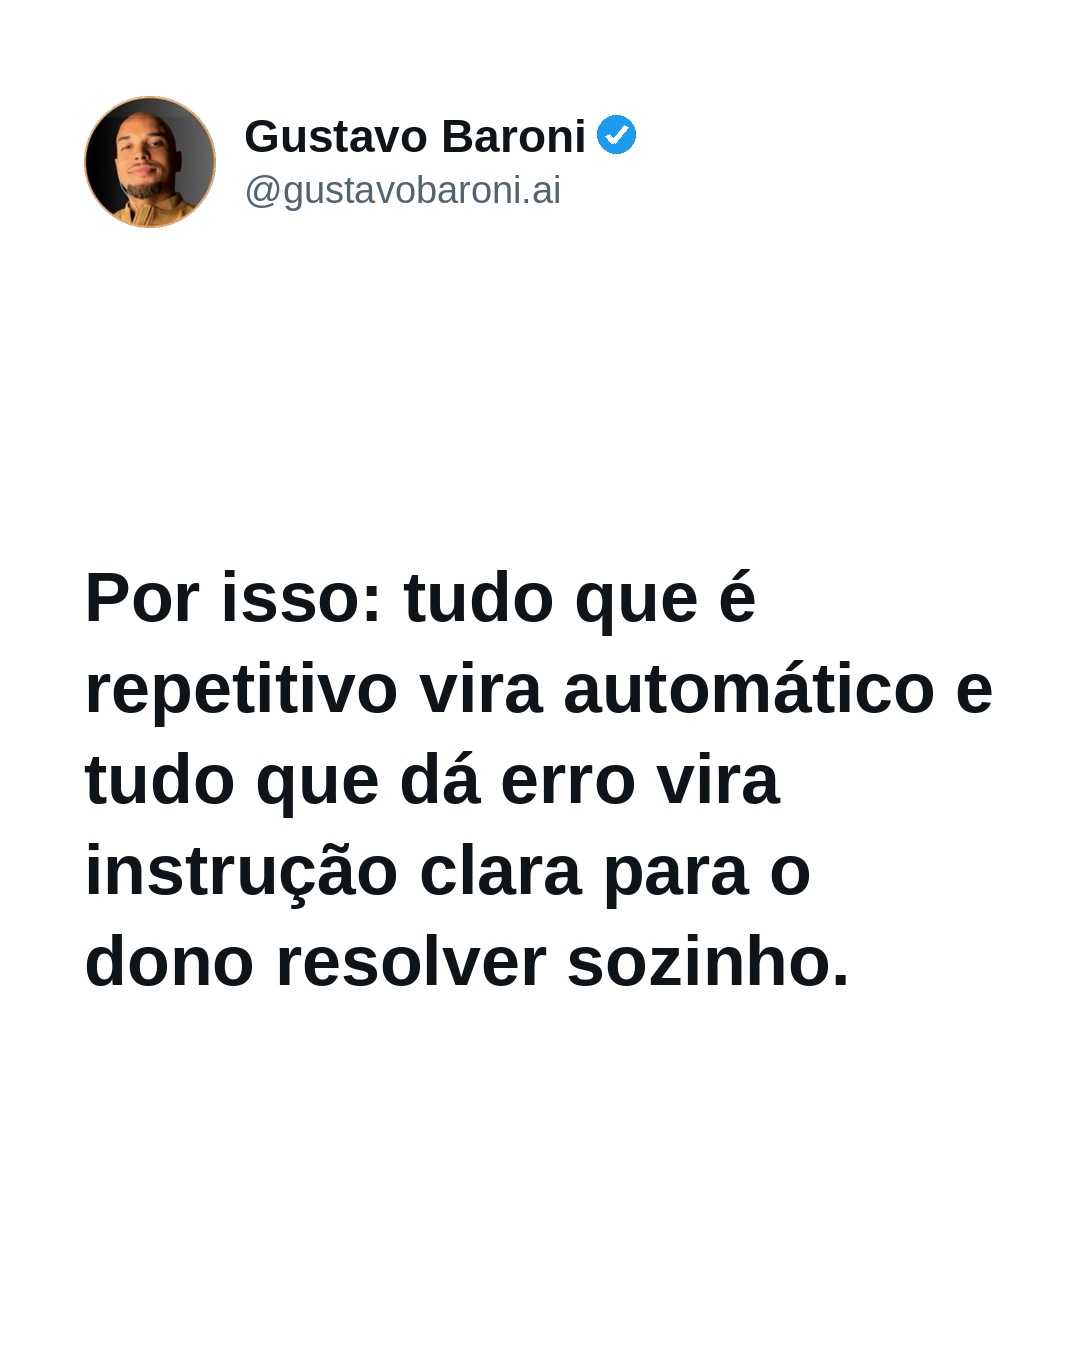 Gustavo Baroni
@gustavobaroni.ai
Por isso: tudo que é
repetitivo vira automático e
tudo que dá erro vira
instrução clara para o
dono resolver sozinho.